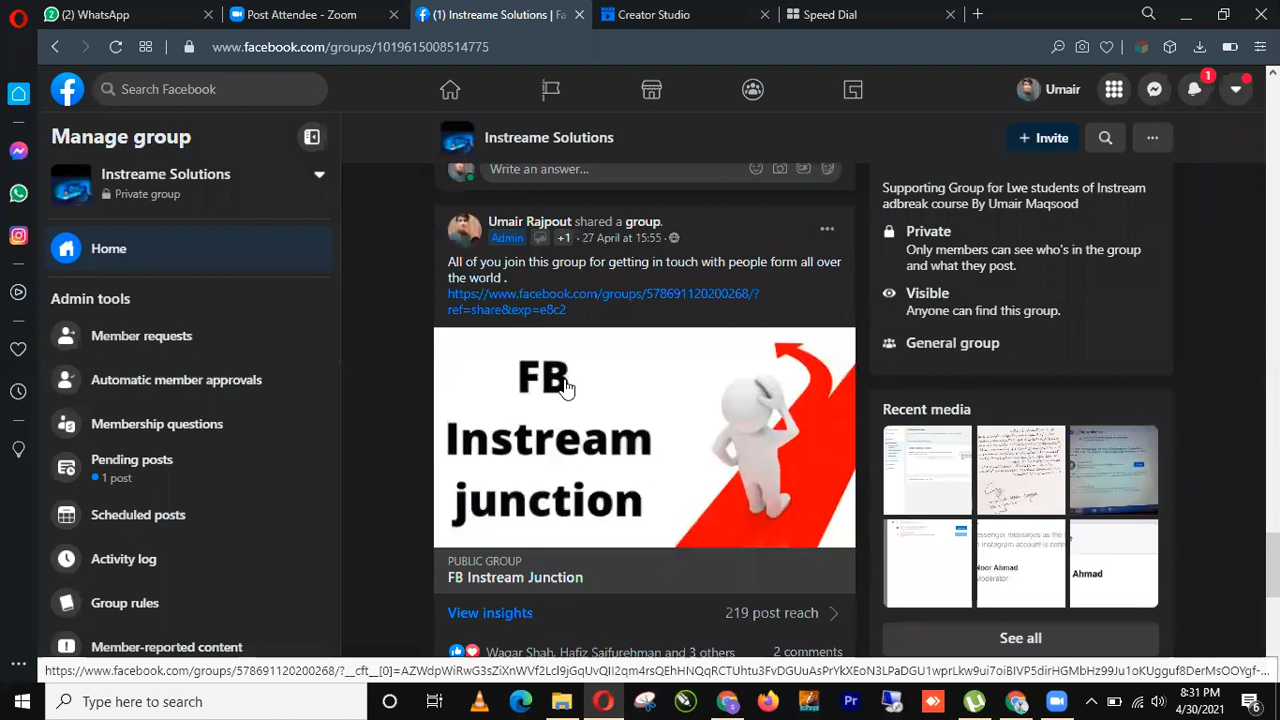 (2) WhatsApp
Post Attendee - Zoom
(1) Instreame Solutions | Fa
Creator Studio
Speed Dial
www.facebook.com/groups/1019615008514775
Search Facebook
Umair
1
Manage group
Instreame Solutions
Private group
Home
Admin tools
Member requests
Automatic member approvals
Membership questions
Pending posts
1 post
Scheduled posts
Activity log
Group rules
Member-reported content
Instreame Solutions
+ Invite
Write an answer...
Umair Rajpout shared a group.
Admin +1 · 27 April at 15:55 ·
All of you join this group for getting in touch with people form all over
the world .
https://www.facebook.com/groups/578691120200268/?
ref=share&exp=e8c2
FB
Instream
junction
PUBLIC GROUP
FB Instream Junction
View insights
219 post reach
Waqar Shah, Hafiz Saifurehman and 3 others
2 comments
Supporting Group for Lwe students of Instream
adbreak course By Umair Maqsood
Private
Only members can see who's in the group
and what they post.
Visible
Anyone can find this group.
General group
Recent media
Noor Ahmad
Moderator
Ahmad
See all
Type here to search
8:31 PM
4/30/2021
6